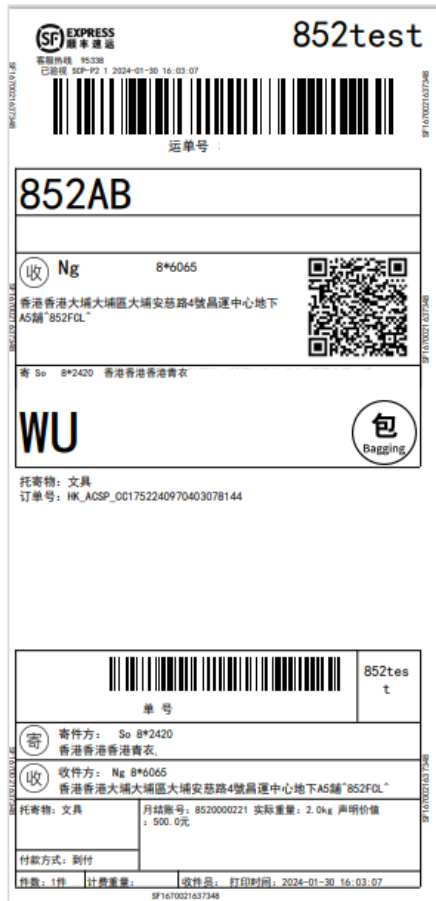 SF EXPRESS
顺丰速运
852test
客服热线 95338
已验视 SCP-P2 1 2024-01-30 16:03:07
SF1670021637348
SF1670021637348
运单号 :
852AB
收 Ng 8*6065
香港香港大埔大埔區大埔安慈路4號昌運中心地下
A5舖^852FCL^
SF1670021637348
SF1670021637348
寄 So 8*2420 香港香港香港青衣
WU
包
Bagging
托寄物: 文具
订单号: HK_ACSP_CC1752240970403078144
852tes
t
单 号
寄 寄件方: So 8*2420
香港香港香港青衣.
收 收件方: Ng 8*6065
香港香港大埔大埔區大埔安慈路4號昌運中心地下A5舖^852FCL^
SF1670021637348
SF1670021637348
托寄物: 文具
月结账号: 8520000221 实际重量: 2.0kg 声明价值
: 500.0元
付款方式: 到付
件数: 1件 计费重量: 收件员: 打印时间: 2024-01-30 16:03:07
SF1670021637348